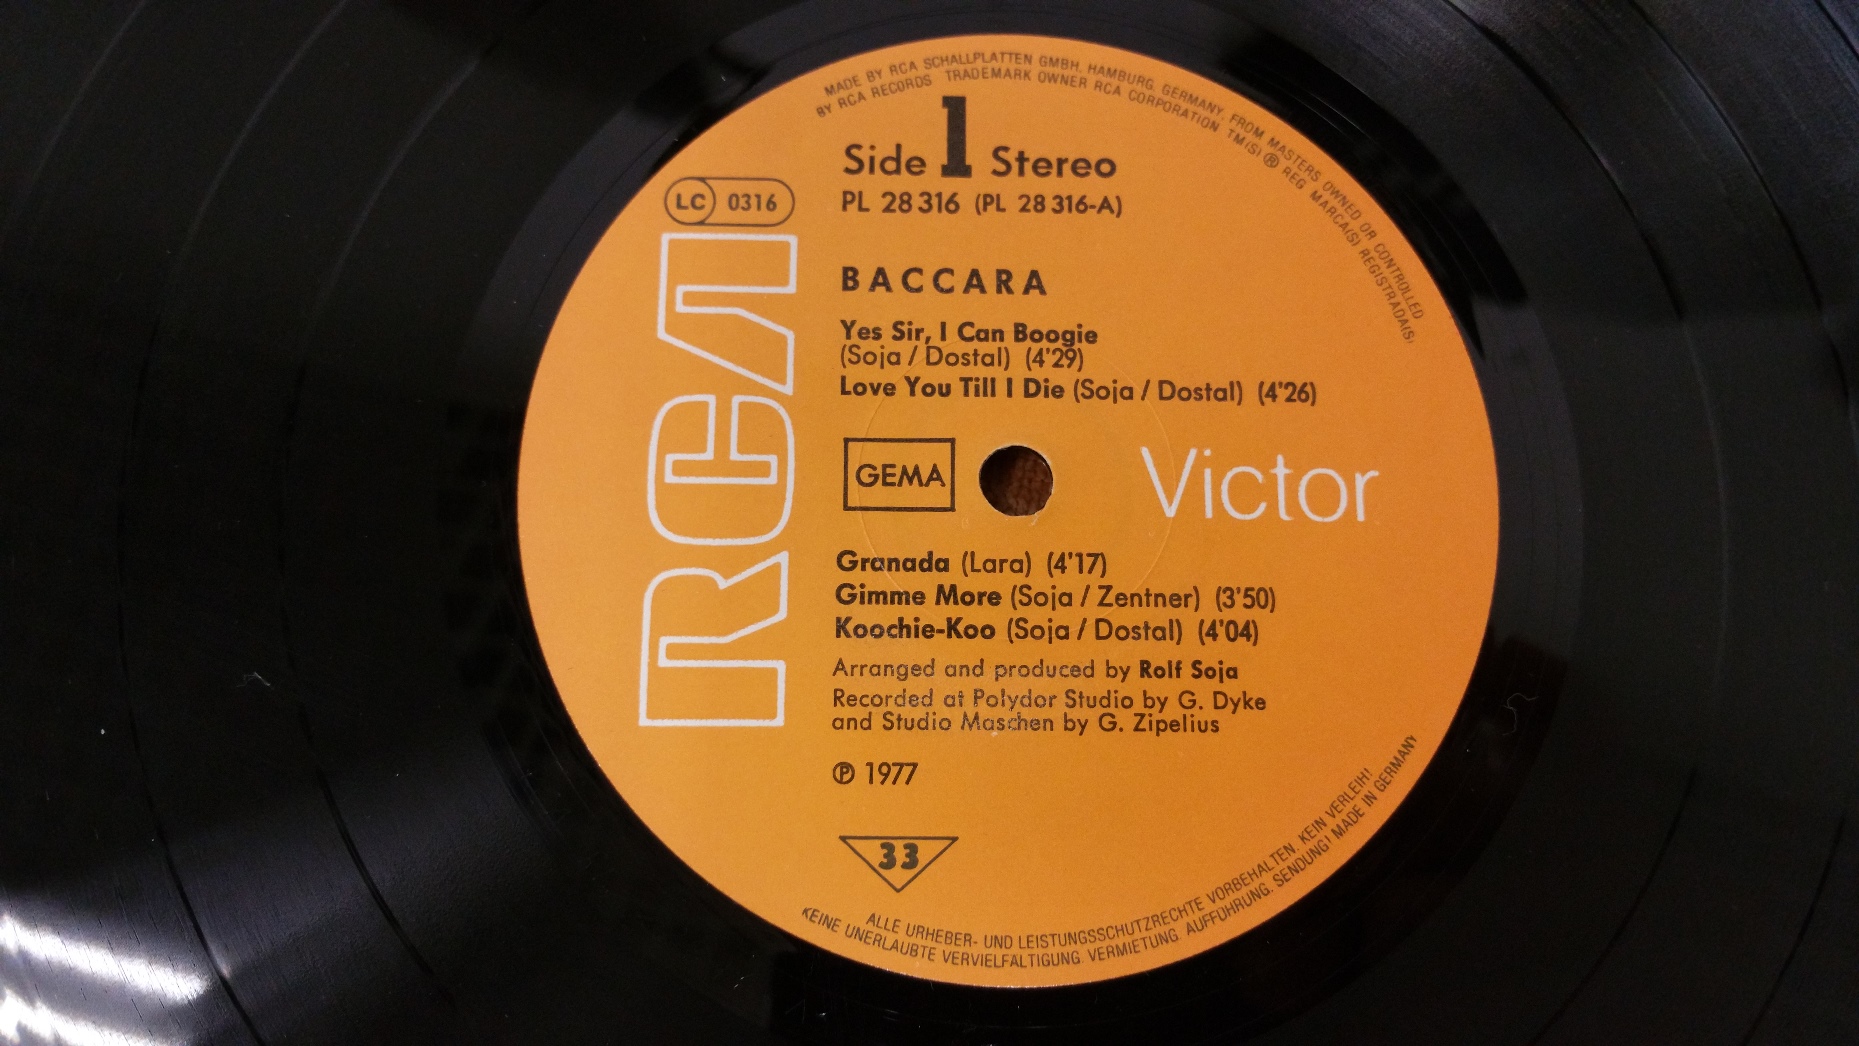 MADE BY RCA SCHALLPLATTEN GMBH, HAMBURG, GERMANY, FROM MASTERS OWNED OR CONTROLLED
BY RCA RECORDS TRADEMARK OWNER RCA CORPORATION TM(S) ® REG MARCA(S) REGISTRADA(S)
Side 1 Stereo
LC 0316
PL 28316 (PL 28316-A)
RCA
BACCARA
Yes Sir, I Can Boogie
(Soja / Dostal) (4'29)
Love You Till I Die (Soja / Dostal) (4'26)
GEMA
Victor
Granada (Lara) (4'17)
Gimme More (Soja / Zentner) (3'50)
Koochie-Koo (Soja / Dostal) (4'04)
Arranged and produced by Rolf Soja
Recorded at Polydor Studio by G. Dyke
and Studio Maschen by G. Zipelius
℗ 1977
33
ALLE URHEBER- UND LEISTUNGSSCHUTZRECHTE VORBEHALTEN. KEIN VERLEIH!
KEINE UNERLAUBTE VERVIELFÄLTIGUNG. VERMIETUNG. AUFFÜHRUNG. SENDUNG! MADE IN GERMANY